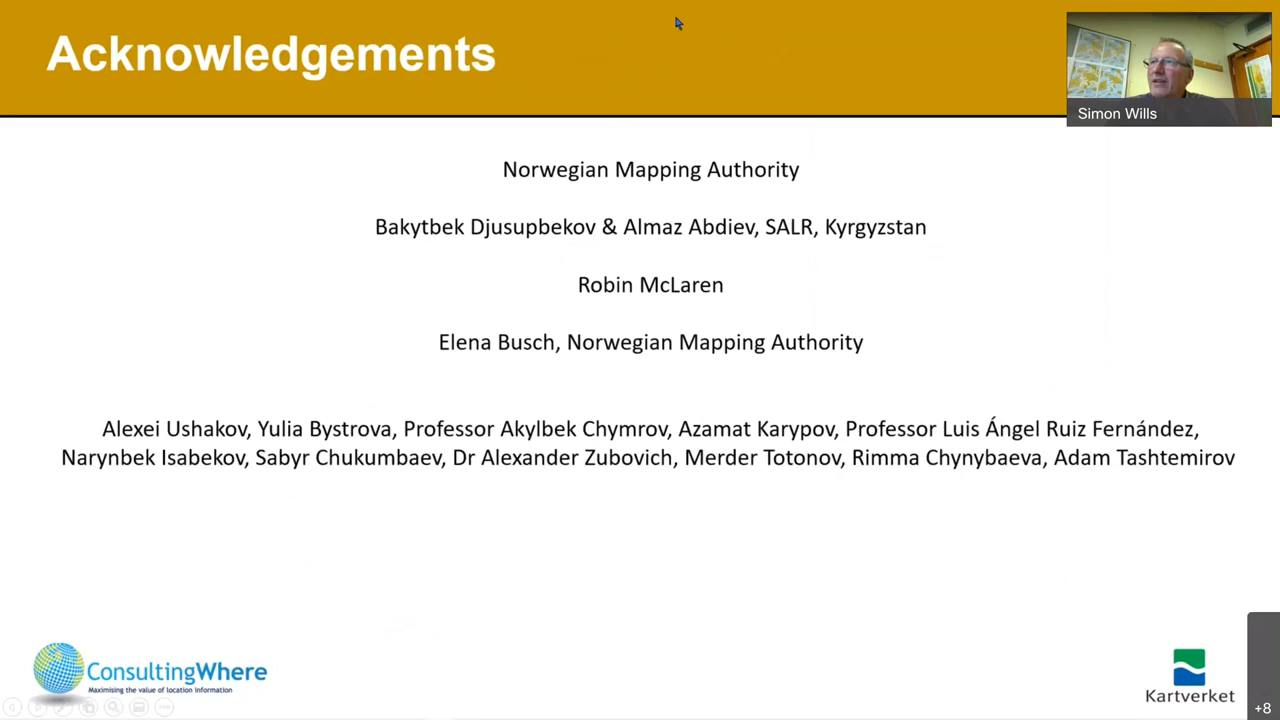 Acknowledgements
Simon Wills
Norwegian Mapping Authority
Bakytbek Djusupbekov & Almaz Abdiev, SALR, Kyrgyzstan
Robin McLaren
Elena Busch, Norwegian Mapping Authority
Alexei Ushakov, Yulia Bystrova, Professor Akylbek Chymrov, Azamat Karypov, Professor Luis Ángel Ruiz Fernández,
Narynbek Isabekov, Sabyr Chukumbaev, Dr Alexander Zubovich, Merder Totonov, Rimma Chynybaeva, Adam Tashtemirov
ConsultingWhere
Maximising the value of location information
Kartverket
+8